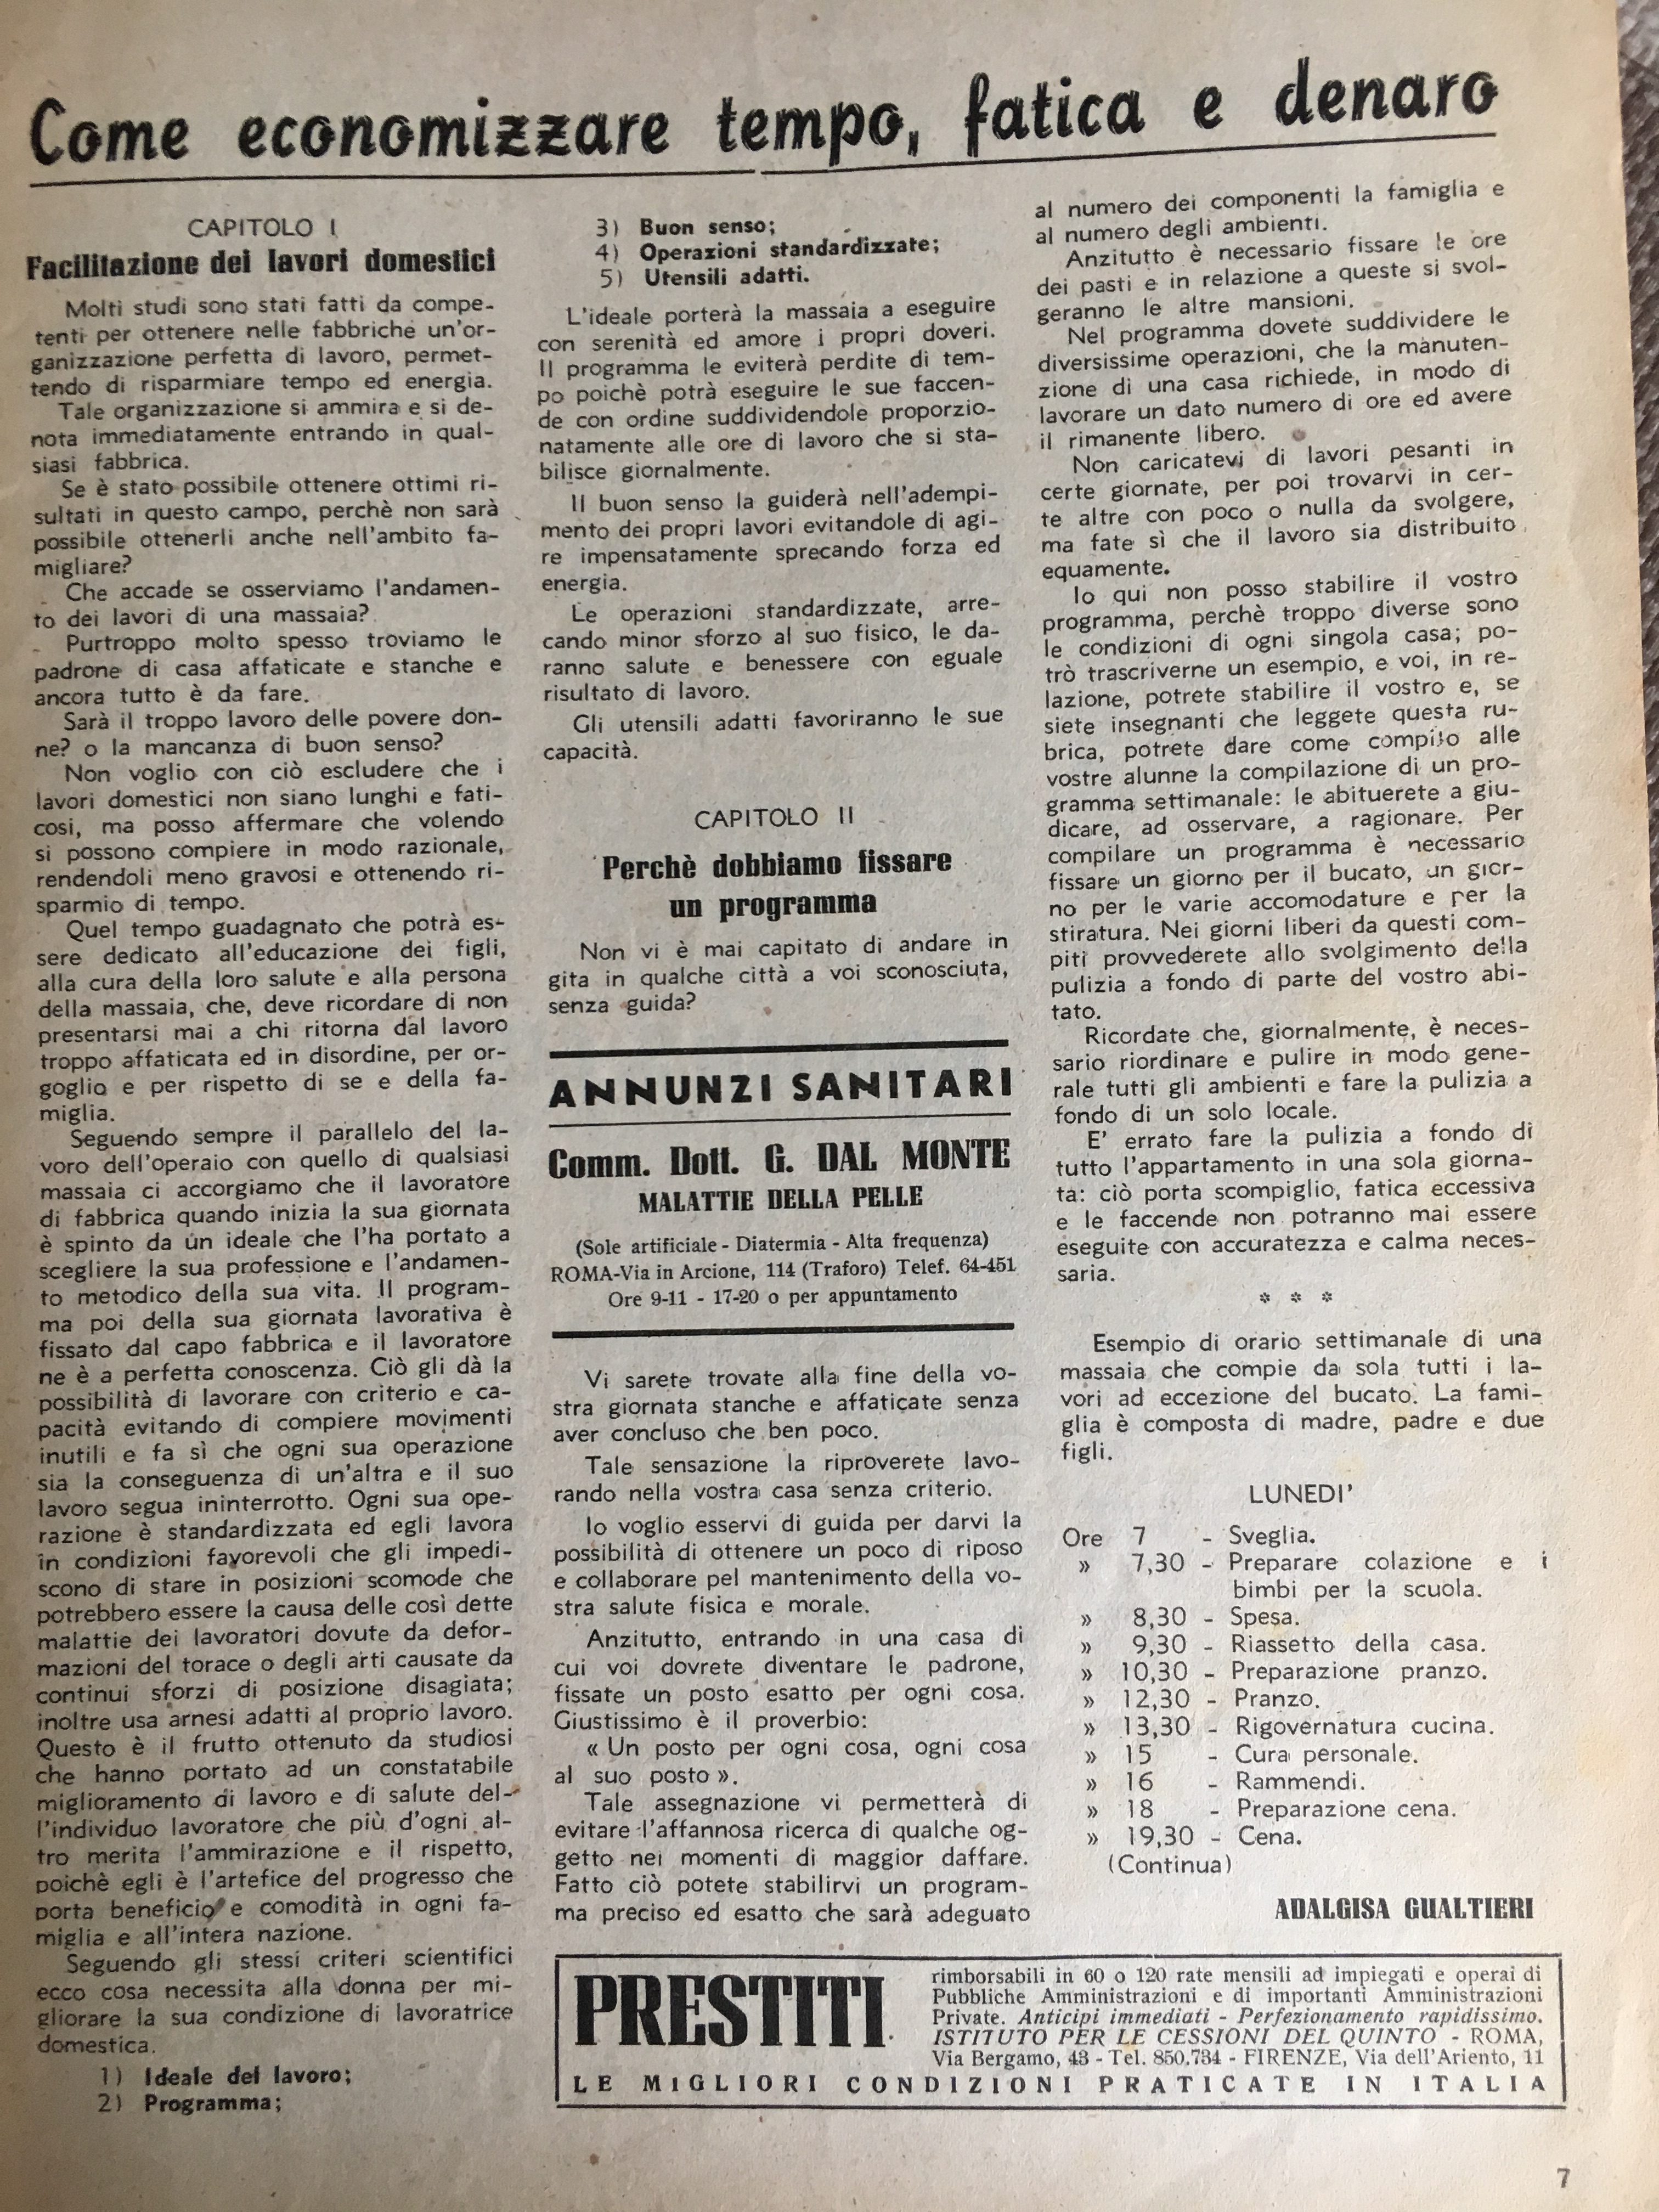 Come economizzare tempo, fatica e denaro
CAPITOLO I
Facilitazione dei lavori domestici
Molti studi sono stati fatti da compe-
tenti per ottenere nelle fabbriche un'or-
ganizzazione perfetta di lavoro, permet-
tendo di risparmiare tempo ed energia.
Tale organizzazione si ammira e si de-
nota immediatamente entrando in qual-
siasi fabbrica.
Se è stato possibile ottenere ottimi ri-
sultati in questo campo, perchè non sarà
possibile ottenerli anche nell'ambito fa-
migliare?
Che accade se osserviamo l'andamen-
to dei lavori di una massaia?
Purtroppo molto spesso troviamo le
padrone di casa affaticate e stanche e
ancora tutto è da fare.
Sarà il troppo lavoro delle povere don-
ne? o la mancanza di buon senso?
Non voglio con ciò escludere che i
lavori domestici non siano lunghi e fati-
cosi, ma posso affermare che volendo
si possono compiere in modo razionale,
rendendoli meno gravosi e ottenendo ri-
sparmio di tempo.
Quel tempo guadagnato che potrà es-
sere dedicato all'educazione dei figli,
alla cura della loro salute e alla persona
della massaia, che, deve ricordare di non
presentarsi mai a chi ritorna dal lavoro
troppo affaticata ed in disordine, per or-
goglio e per rispetto di se e della fa-
miglia.
Seguendo sempre il parallelo del la-
voro dell'operaio con quello di qualsiasi
massaia ci accorgiamo che il lavoratore
di fabbrica quando inizia la sua giornata
è spinto da un ideale che l'ha portato a
scegliere la sua professione e l'andamen-
to metodico della sua vita. Il program-
ma poi della sua giornata lavorativa è
fissato dal capo fabbrica e il lavoratore
ne è a perfetta conoscenza. Ciò gli dà la
possibilità di lavorare con criterio e ca-
pacità evitando di compiere movimenti
inutili e fa sì che ogni sua operazione
sia la conseguenza di un'altra e il suo
lavoro segua ininterrotto. Ogni sua ope-
razione è standardizzata ed egli lavora
in condizioni favorevoli che gli impedi-
scono di stare in posizioni scomode che
potrebbero essere la causa delle così dette
malattie dei lavoratori dovute da defor-
mazioni del torace o degli arti causate da
continui sforzi di posizione disagiata;
inoltre usa arnesi adatti al proprio lavoro.
Questo è il frutto ottenuto da studiosi
che hanno portato ad un constatabile
miglioramento di lavoro e di salute del-
l'individuo lavoratore che più d'ogni al-
tro merita l'ammirazione e il rispetto,
poichè egli è l'artefice del progresso che
porta beneficio e comodità in ogni fa-
miglia e all'intera nazione.
Seguendo gli stessi criteri scientifici
ecco cosa necessita alla donna per mi-
gliorare la sua condizione di lavoratrice
domestica.
1) Ideale del lavoro;
2) Programma;
3) Buon senso;
4) Operazioni standardizzate;
5) Utensili adatti.
L'ideale porterà la massaia a eseguire
con serenità ed amore i propri doveri.
Il programma le eviterà perdite di tem-
po poichè potrà eseguire le sue faccen-
de con ordine suddividendole proporzio-
natamente alle ore di lavoro che si sta-
bilisce giornalmente.
Il buon senso la guiderà nell'adempi-
mento dei propri lavori evitandole di agi-
re impensatamente sprecando forza ed
energia.
Le operazioni standardizzate, arre-
cando minor sforzo al suo fisico, le da-
ranno salute e benessere con eguale
risultato di lavoro.
Gli utensili adatti favoriranno le sue
capacità.
CAPITOLO II
Perchè dobbiamo fissare
un programma
Non vi è mai capitato di andare in
gita in qualche città a voi sconosciuta,
senza guida?
ANNUNZI SANITARI
Comm. Dott. G. DAL MONTE
MALATTIE DELLA PELLE
(Sole artificiale - Diatermia - Alta frequenza)
ROMA-Via in Arcione, 114 (Traforo) Telef. 64-451
Ore 9-11 - 17-20 o per appuntamento
Vi sarete trovate alla fine della vo-
stra giornata stanche e affaticate senza
aver concluso che ben poco.
Tale sensazione la riproverete lavo-
rando nella vostra casa senza criterio.
Io voglio esservi di guida per darvi la
possibilità di ottenere un poco di riposo
e collaborare pel mantenimento della vo-
stra salute fisica e morale.
Anzitutto, entrando in una casa di
cui voi dovrete diventare le padrone,
fissate un posto esatto per ogni cosa.
Giustissimo è il proverbio:
« Un posto per ogni cosa, ogni cosa
al suo posto ».
Tale assegnazione vi permetterà di
evitare l'affannosa ricerca di qualche og-
getto nei momenti di maggior daffare.
Fatto ciò potete stabilirvi un program-
ma preciso ed esatto che sarà adeguato
al numero dei componenti la famiglia e
al numero degli ambienti.
Anzitutto è necessario fissare le ore
dei pasti e in relazione a queste si svol-
geranno le altre mansioni.
Nel programma dovete suddividere le
diversissime operazioni, che la manuten-
zione di una casa richiede, in modo di
lavorare un dato numero di ore ed avere
il rimanente libero.
Non caricatevi di lavori pesanti in
certe giornate, per poi trovarvi in cer-
te altre con poco o nulla da svolgere,
ma fate sì che il lavoro sia distribuito
equamente.
Io qui non posso stabilire il vostro
programma, perchè troppo diverse sono
le condizioni di ogni singola casa; po-
trò trascriverne un esempio, e voi, in re-
lazione, potrete stabilire il vostro e, se
siete insegnanti che leggete questa ru-
brica, potrete dare come compito alle
vostre alunne la compilazione di un pro-
gramma settimanale: le abituerete a giu-
dicare, ad osservare, a ragionare. Per
compilare un programma è necessario
fissare un giorno per il bucato, un gior-
no per le varie accomodature e per la
stiratura. Nei giorni liberi da questi com-
piti provvederete allo svolgimento della
pulizia a fondo di parte del vostro abi-
tato.
Ricordate che, giornalmente, è neces-
sario riordinare e pulire in modo gene-
rale tutti gli ambienti e fare la pulizia a
fondo di un solo locale.
E' errato fare la pulizia a fondo di
tutto l'appartamento in una sola giorna-
ta: ciò porta scompiglio, fatica eccessiva
e le faccende non potranno mai essere
eseguite con accuratezza e calma neces-
saria.
* * *
Esempio di orario settimanale di una
massaia che compie da sola tutti i la-
vori ad eccezione del bucato. La fami-
glia è composta di madre, padre e due
figli.
LUNEDI'
Ore 7 - Sveglia.
» 7,30 - Preparare colazione e i
bimbi per la scuola.
» 8,30 - Spesa.
» 9,30 - Riassetto della casa.
» 10,30 - Preparazione pranzo.
» 12,30 - Pranzo.
» 13,30 - Rigovernatura cucina.
» 15 - Cura personale.
» 16 - Rammendi.
» 18 - Preparazione cena.
» 19,30 - Cena.
(Continua)
ADALGISA GUALTIERI
PRESTITI
rimborsabili in 60 o 120 rate mensili ad impiegati e operai di
Pubbliche Amministrazioni e di importanti Amministrazioni
Private. Anticipi immediati - Perfezionamento rapidissimo.
ISTITUTO PER LE CESSIONI DEL QUINTO - ROMA,
Via Bergamo, 43 - Tel. 850.734 - FIRENZE, Via dell'Ariento, 11
LE MIGLIORI CONDIZIONI PRATICATE IN ITALIA
7